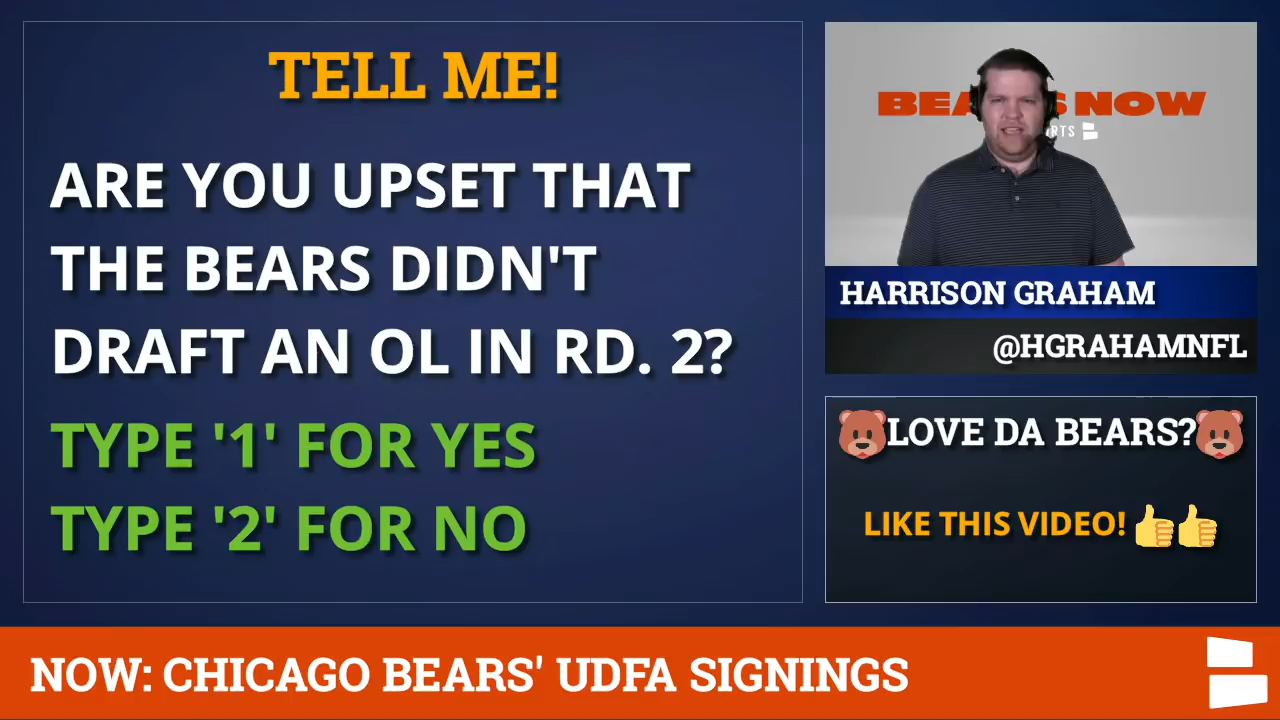 TELL ME!
ARE YOU UPSET THAT
THE BEARS DIDN'T
DRAFT AN OL IN RD. 2?
TYPE '1' FOR YES
TYPE '2' FOR NO
NOW
HARRISON GRAHAM
@HGRAHAMNFL
LOVE DA BEARS?
LIKE THIS VIDEO!
NOW: CHICAGO BEARS' UDFA SIGNINGS